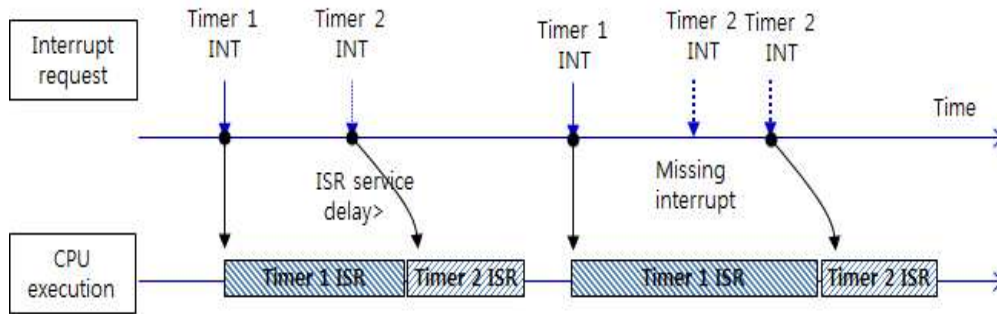 Interrupt
request
Timer 1
INT
Timer 2
INT
Timer 1
INT
Timer 2
INT
Timer 2
INT
Time
ISR service
delay>
Missing
interrupt
CPU
execution
Timer 1 ISR
Timer 2 ISR
Timer 1 ISR
Timer 2 ISR